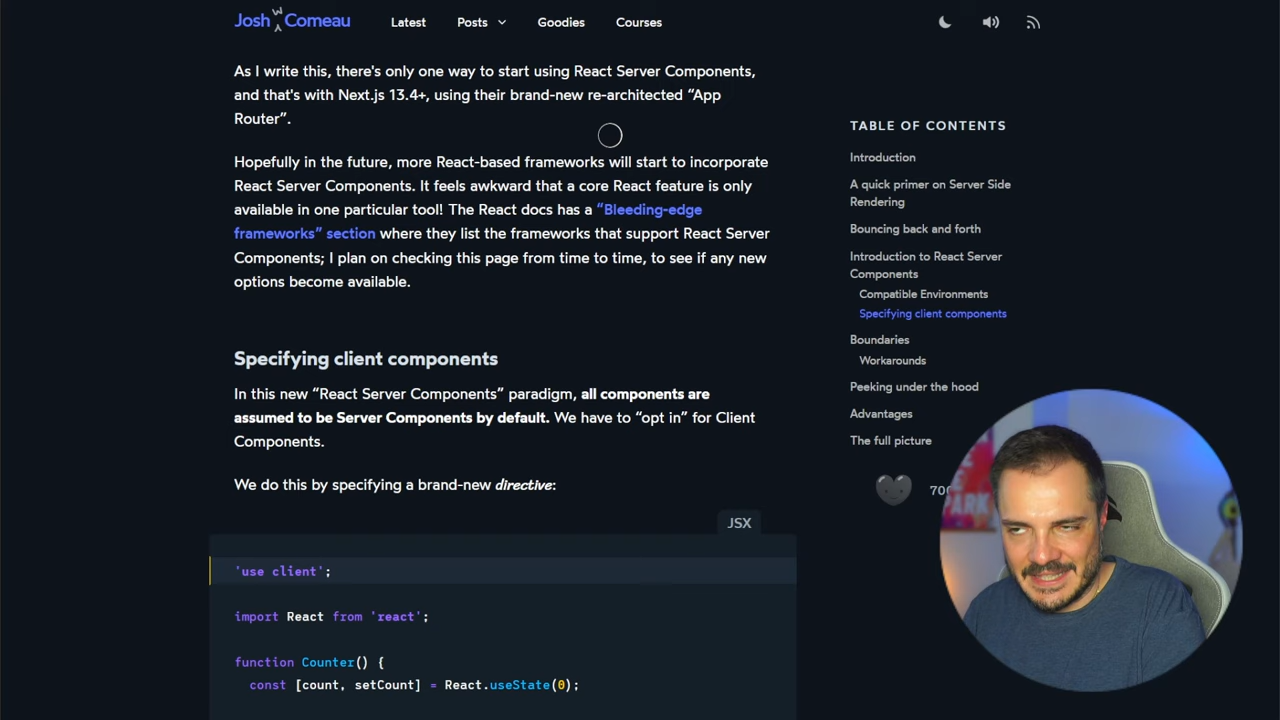 Josh W Comeau
Latest
Posts
Goodies
Courses
As I write this, there's only one way to start using React Server Components,
and that's with Next.js 13.4+, using their brand-new re-architected “App
Router”.
Hopefully in the future, more React-based frameworks will start to incorporate
React Server Components. It feels awkward that a core React feature is only
available in one particular tool! The React docs has a “Bleeding-edge
frameworks” section where they list the frameworks that support React Server
Components; I plan on checking this page from time to time, to see if any new
options become available.
Specifying client components
In this new “React Server Components” paradigm, all components are
assumed to be Server Components by default. We have to “opt in” for Client
Components.
We do this by specifying a brand-new directive:
JSX
'use client';
import React from 'react';
function Counter() {
const [count, setCount] = React.useState(0);
TABLE OF CONTENTS
Introduction
A quick primer on Server Side
Rendering
Bouncing back and forth
Introduction to React Server
Components
Compatible Environments
Specifying client components
Boundaries
Workarounds
Peeking under the hood
Advantages
The full picture